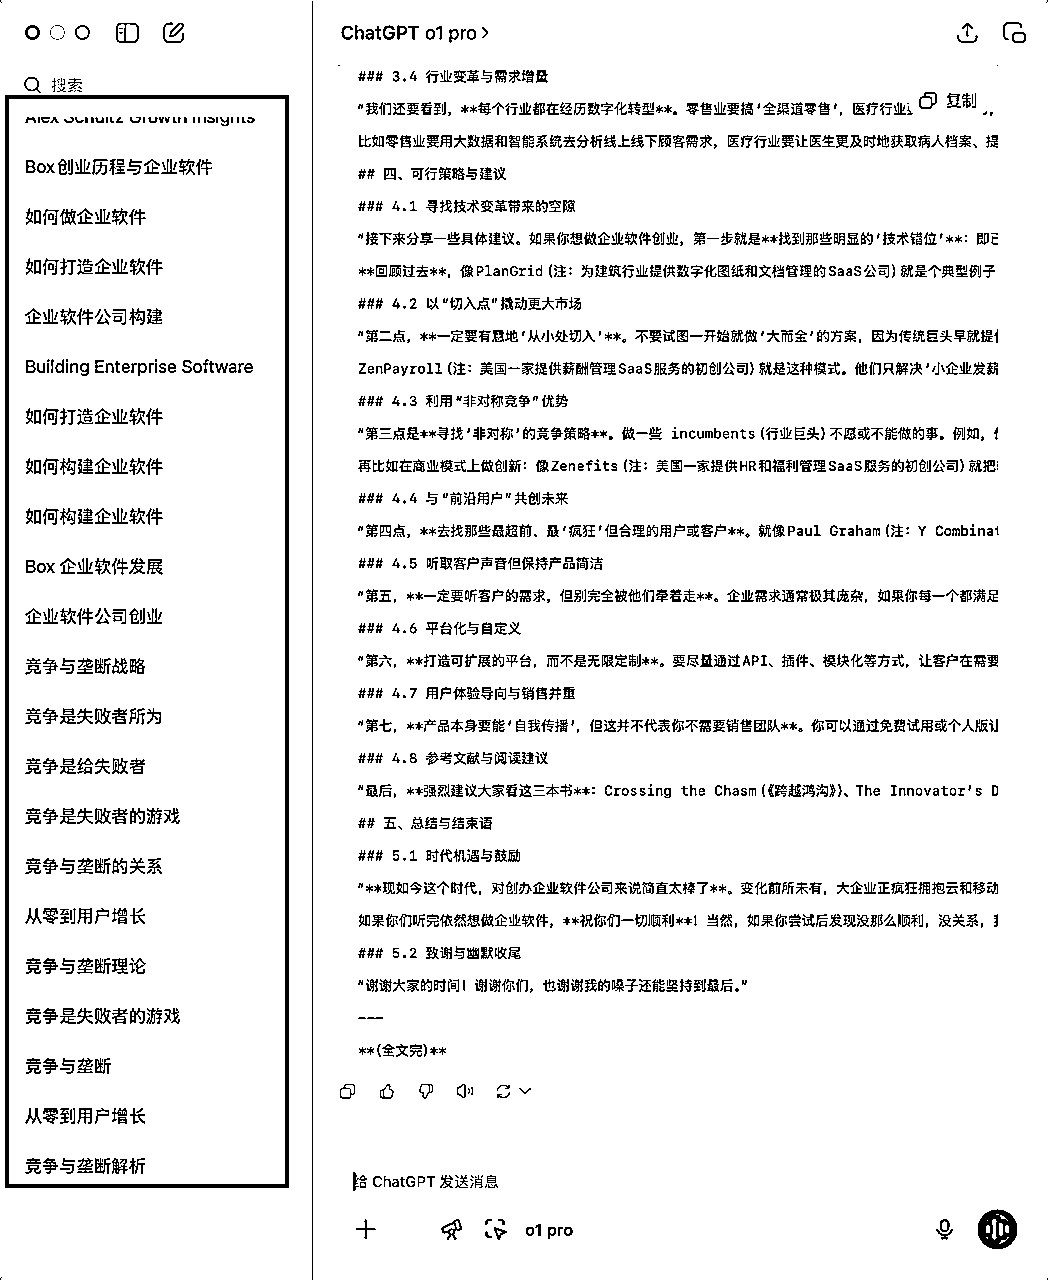 ChatGPT o1 pro >
搜索
Alex Schultz Growth Insights
Box 创业历程与企业软件
如何做企业软件
如何打造企业软件
企业软件公司构建
Building Enterprise Software
如何打造企业软件
如何构建企业软件
如何构建企业软件
Box 企业软件发展
企业软件公司创业
竞争与垄断战略
竞争是失败者所为
竞争是给失败者
竞争是失败者的游戏
竞争与垄断的关系
从零到用户增长
竞争与垄断理论
竞争是失败者的游戏
竞争与垄断
从零到用户增长
竞争与垄断解析
### 3.4 行业变革与需求增量
复制
"我们还要看到，**每个行业都在经历数字化转型**。零售业要搞‘全渠道零售’，医疗行业
比如零售业要用大数据和智能系统去分析线上线下顾客需求，医疗行业要让医生更及时地获取病人档案、提
## 四、可行策略与建议
### 4.1 寻找技术变革带来的空隙
"接下来分享一些具体建议。如果你想做企业软件创业，第一步就是**找到那些明显的‘技术错位’**：即已
**回顾过去**，像PlanGrid（注：为建筑行业提供数字化图纸和文档管理的SaaS公司）就是个典型例子
### 4.2 以"切入点"撬动更大市场
"第二点，**一定要有意地‘从小处切入’**。不要试图一开始就做‘大而全’的方案，因为传统巨头早就提
ZenPayroll（注：美国一家提供薪酬管理SaaS服务的初创公司）就是这种模式。他们只解决‘小企业发薪
### 4.3 利用"非对称竞争"优势
"第三点是**寻找‘非对称’的竞争策略**。做一些 incumbents（行业巨头）不愿或不能做的事。例如，
再比如在商业模式上做创新：像Zenefits（注：美国一家提供HR和福利管理SaaS服务的初创公司）就把
### 4.4 与"前沿用户"共创未来
"第四点，**去找那些最超前、最‘疯狂’但合理的用户或客户**。就像Paul Graham（注：Y Combinat
### 4.5 听取客户声音但保持产品简洁
"第五，**一定要听客户的需求，但别完全被他们牵着走**。企业需求通常极其庞杂，如果你每一个都满足
### 4.6 平台化与自定义
"第六，**打造可扩展的平台，而不是无限定制**。要尽量通过API、插件、模块化等方式，让客户在需要
### 4.7 用户体验导向与销售并重
"第七，**产品本身要能‘自我传播’，但这并不代表你不需要销售团队**。你可以通过免费试用或个人版让
### 4.8 参考文献与阅读建议
"最后，**强烈建议大家看这三本书**：Crossing the Chasm（《跨越鸿沟》）、The Innovator's D
## 五、总结与结束语
### 5.1 时代机遇与鼓励
"**现如今这个时代，对创办企业软件公司来说简直太棒了**。变化前所未有，大企业正疯狂拥抱云和移动
如果你们听完依然想做企业软件，**祝你们一切顺利**！当然，如果你尝试后发现没那么顺利，没关系，
### 5.2 致谢与幽默收尾
"谢谢大家的时间！谢谢你们，也谢谢我的嗓子还能坚持到最后。"
---
**（全文完）**
给 ChatGPT 发送消息
o1 pro